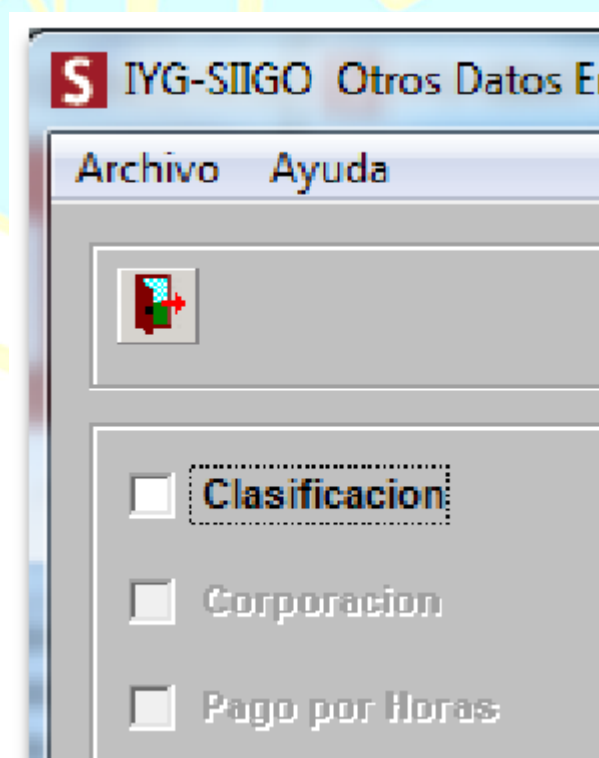 S IYG-SIIGO Otros Datos
Archivo Ayuda
Clasificacion
Corporacion
Pago por Horas